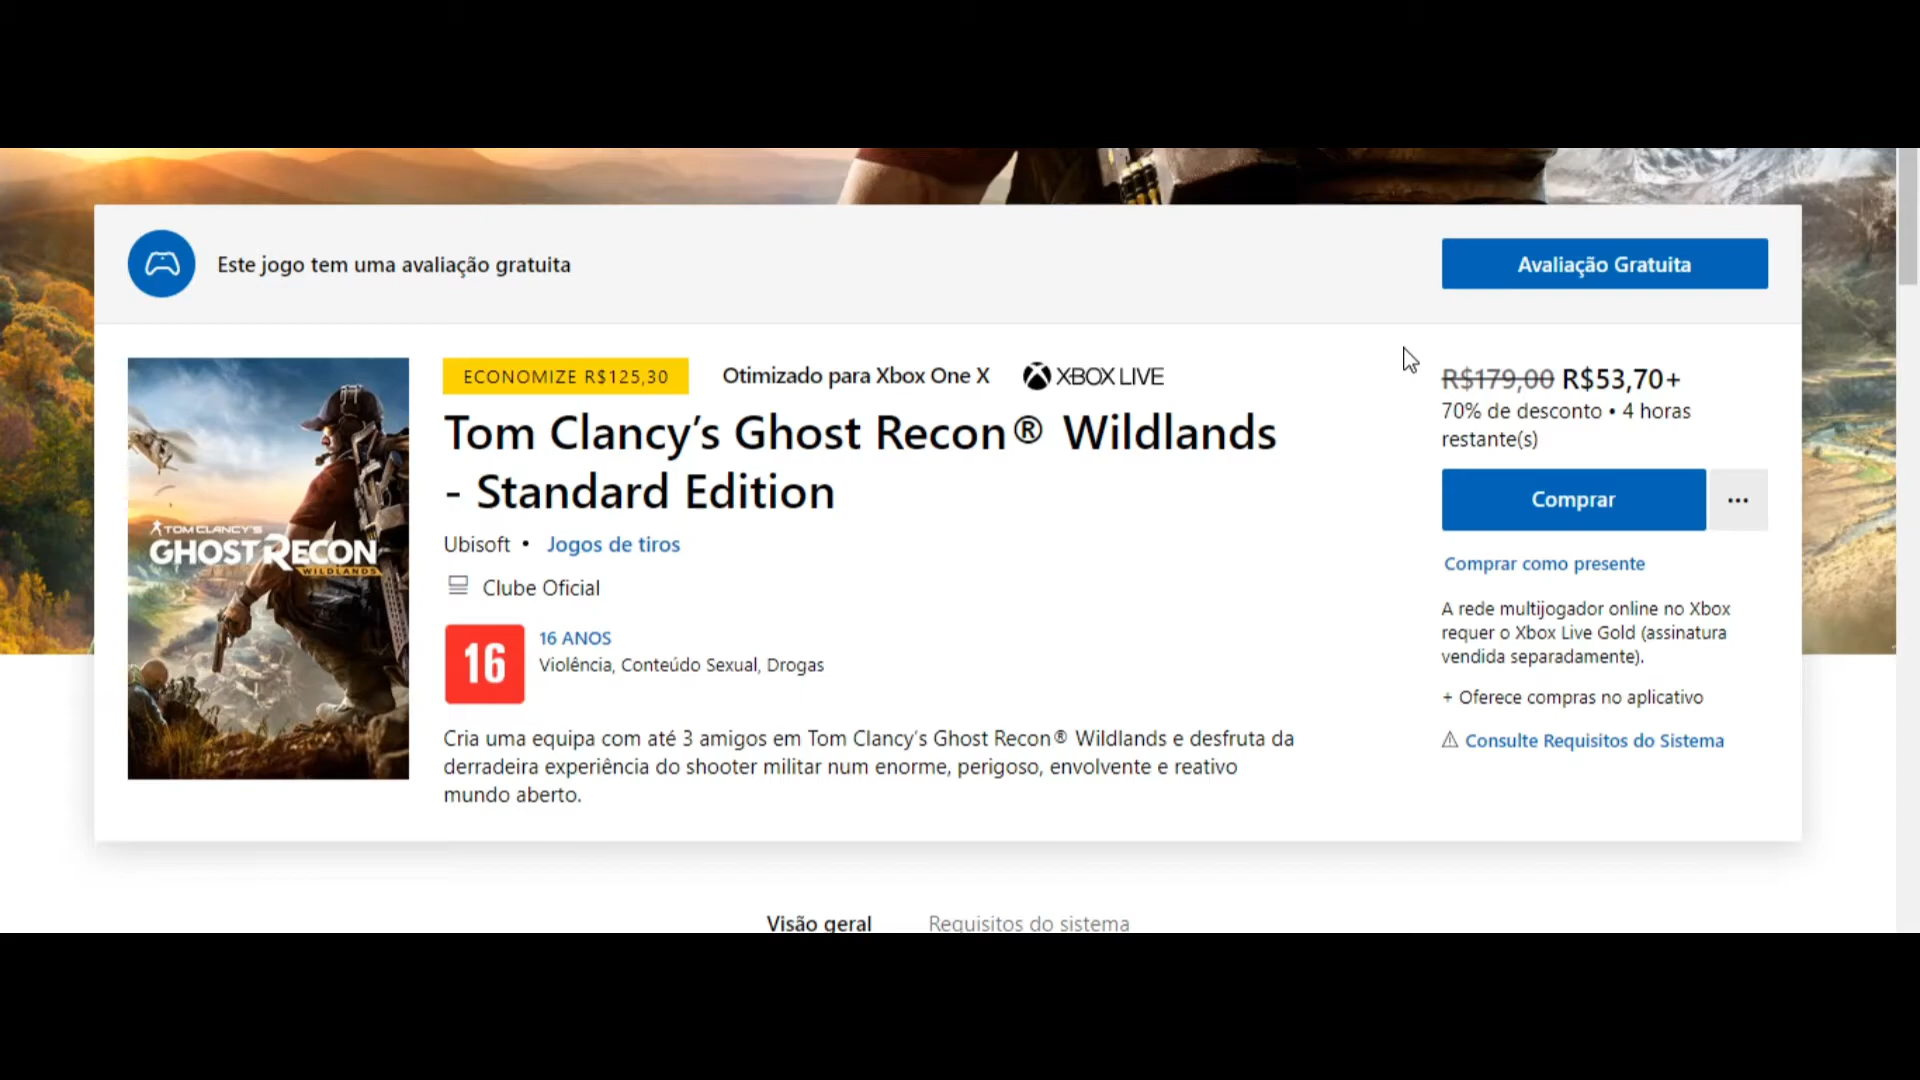 Este jogo tem uma avaliação gratuita
Avaliação Gratuita
TOM CLANCY'S
GHOST RECON
WILDLANDS
ECONOMIZE R$125,30
Otimizado para Xbox One X
XBOX LIVE
Tom Clancy’s Ghost Recon® Wildlands
- Standard Edition
Ubisoft • Jogos de tiros
Clube Oficial
16
16 ANOS
Violência, Conteúdo Sexual, Drogas
Cria uma equipa com até 3 amigos em Tom Clancy’s Ghost Recon® Wildlands e desfruta da
derradeira experiência do shooter militar num enorme, perigoso, envolvente e reativo
mundo aberto.
R$179,00 R$53,70+
70% de desconto • 4 horas
restante(s)
Comprar
Comprar como presente
A rede multijogador online no Xbox
requer o Xbox Live Gold (assinatura
vendida separadamente).
+ Oferece compras no aplicativo
Consulte Requisitos do Sistema
Visão geral
Requisitos do sistema